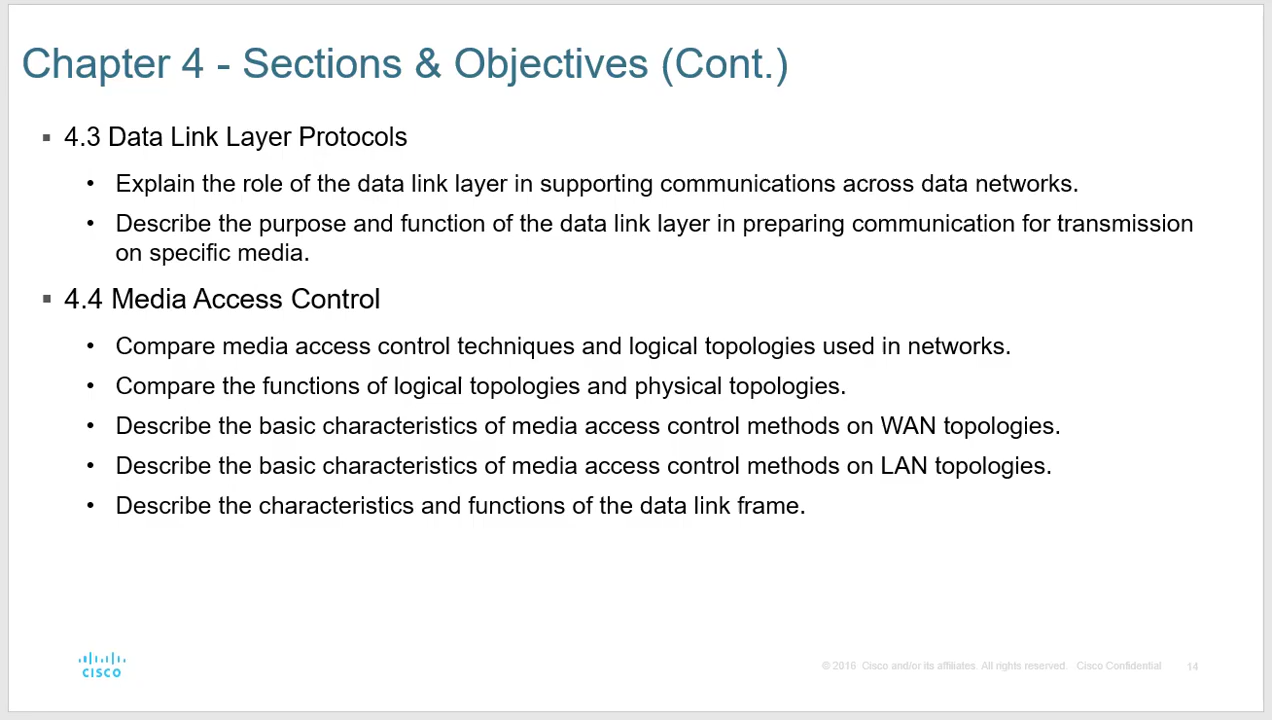 Chapter 4 - Sections & Objectives (Cont.)
▪ 4.3 Data Link Layer Protocols
• Explain the role of the data link layer in supporting communications across data networks.
• Describe the purpose and function of the data link layer in preparing communication for transmission
on specific media.
▪ 4.4 Media Access Control
• Compare media access control techniques and logical topologies used in networks.
• Compare the functions of logical topologies and physical topologies.
• Describe the basic characteristics of media access control methods on WAN topologies.
• Describe the basic characteristics of media access control methods on LAN topologies.
• Describe the characteristics and functions of the data link frame.
CISCO
© 2016 Cisco and/or its affiliates. All rights reserved. Cisco Confidential 14